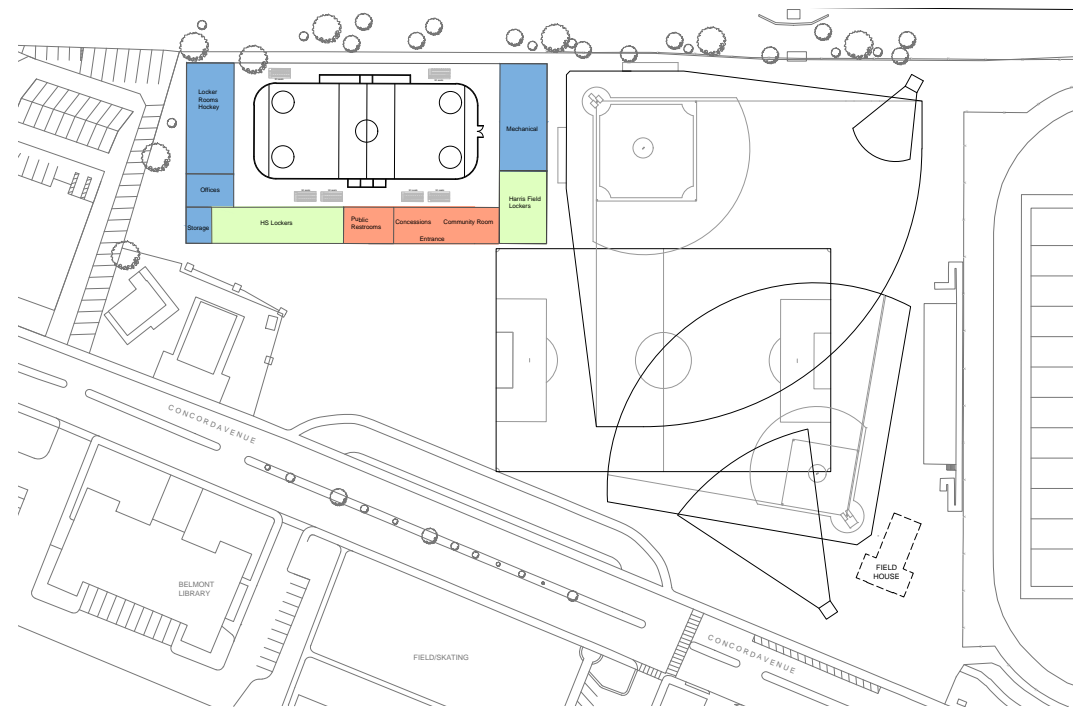 Locker
Rooms
Hockey
Mechanical
Offices
Harris Field
Lockers
Storage
HS Lockers
Public
Restrooms
Concessions
Community Room
Entrance
CONCORDAVENUE
BELMONT
LIBRARY
FIELD/SKATING
FIELD
HOUSE
CONCORDAVENUE